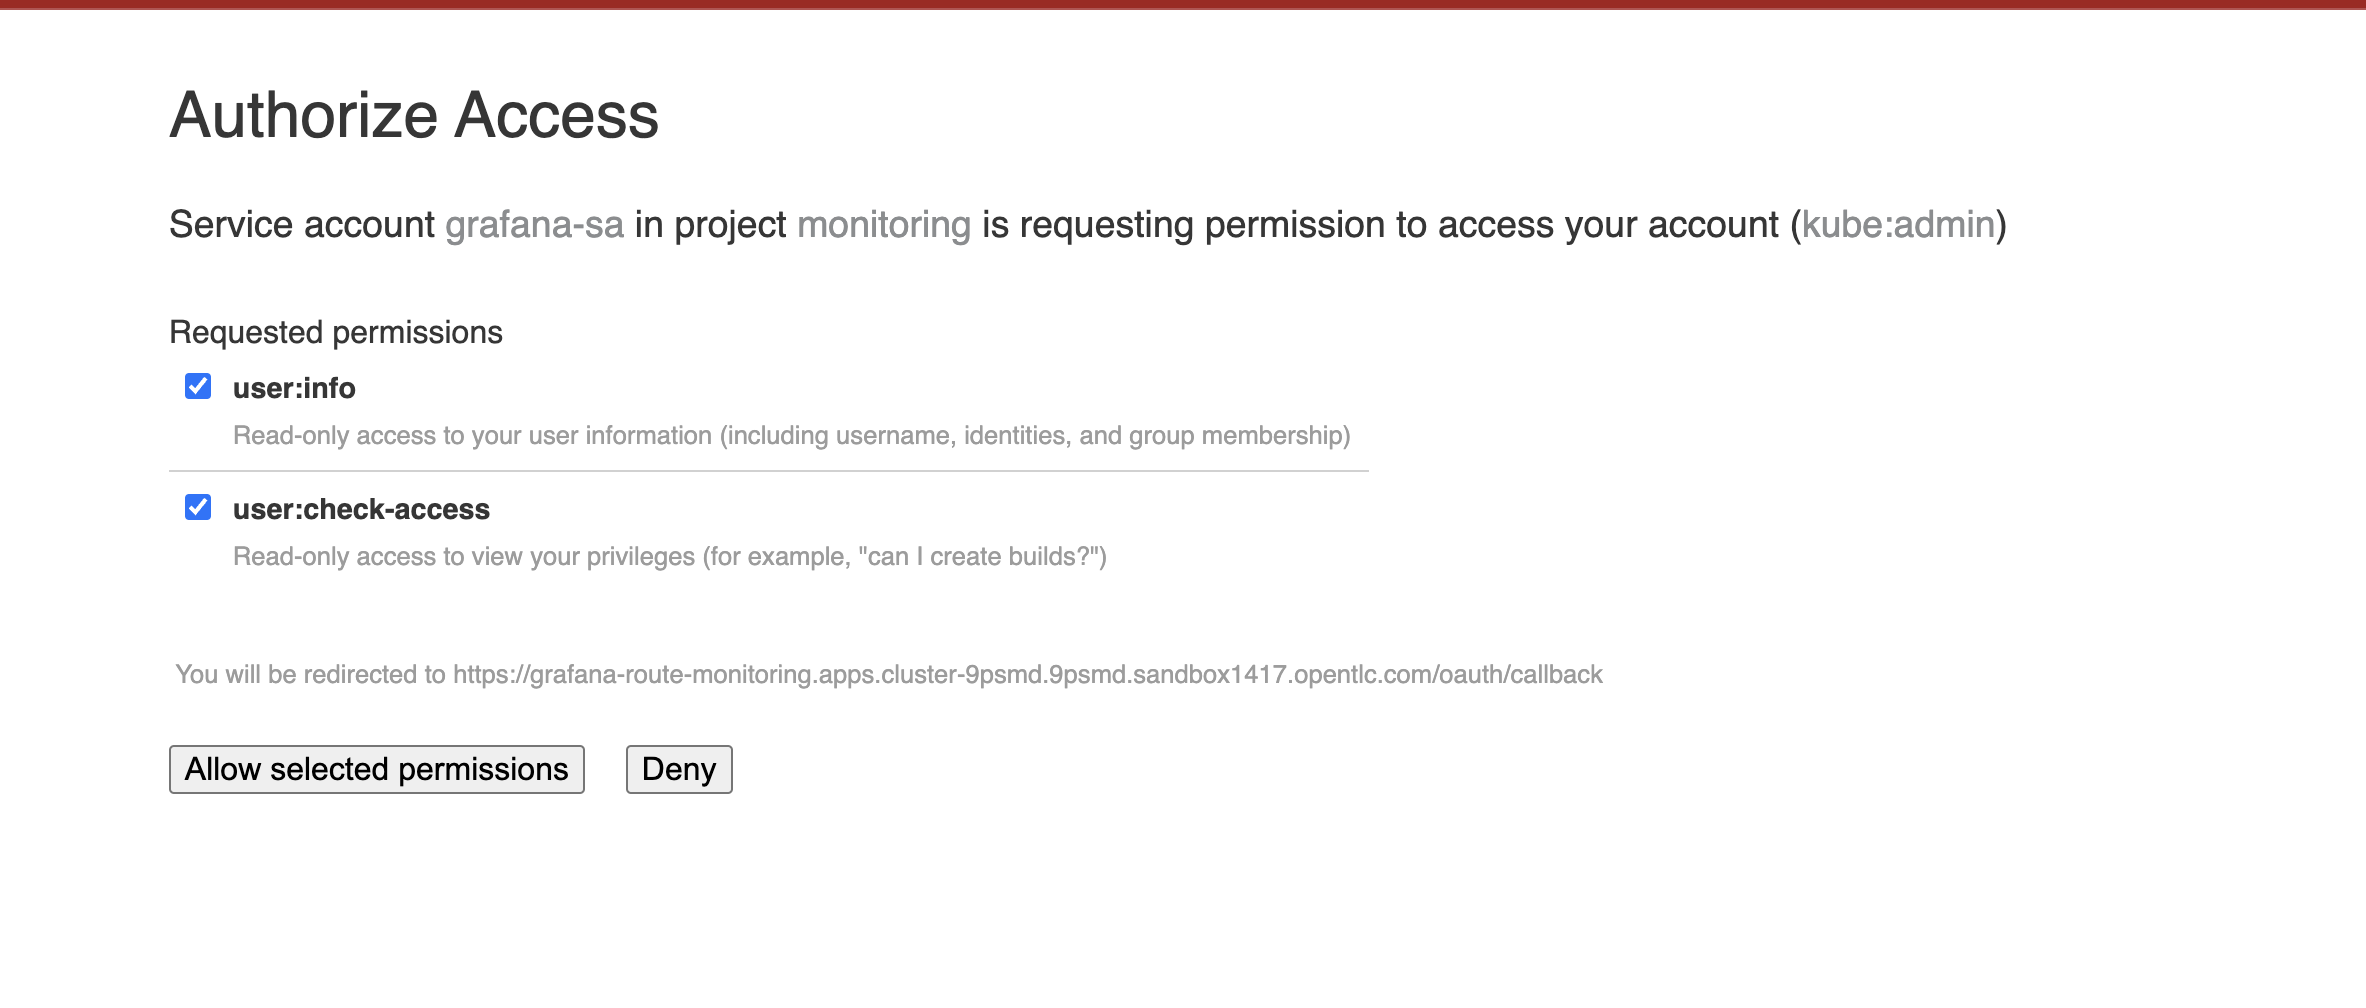 Authorize Access
Service account grafana-sa in project monitoring is requesting permission to access your account (kube:admin)
Requested permissions
user:info
Read-only access to your user information (including username, identities, and group membership)
user:check-access
Read-only access to view your privileges (for example, "can I create builds?")
You will be redirected to https://grafana-route-monitoring.apps.cluster-9psmd.9psmd.sandbox1417.opentlc.com/oauth/callback
Allow selected permissions Deny